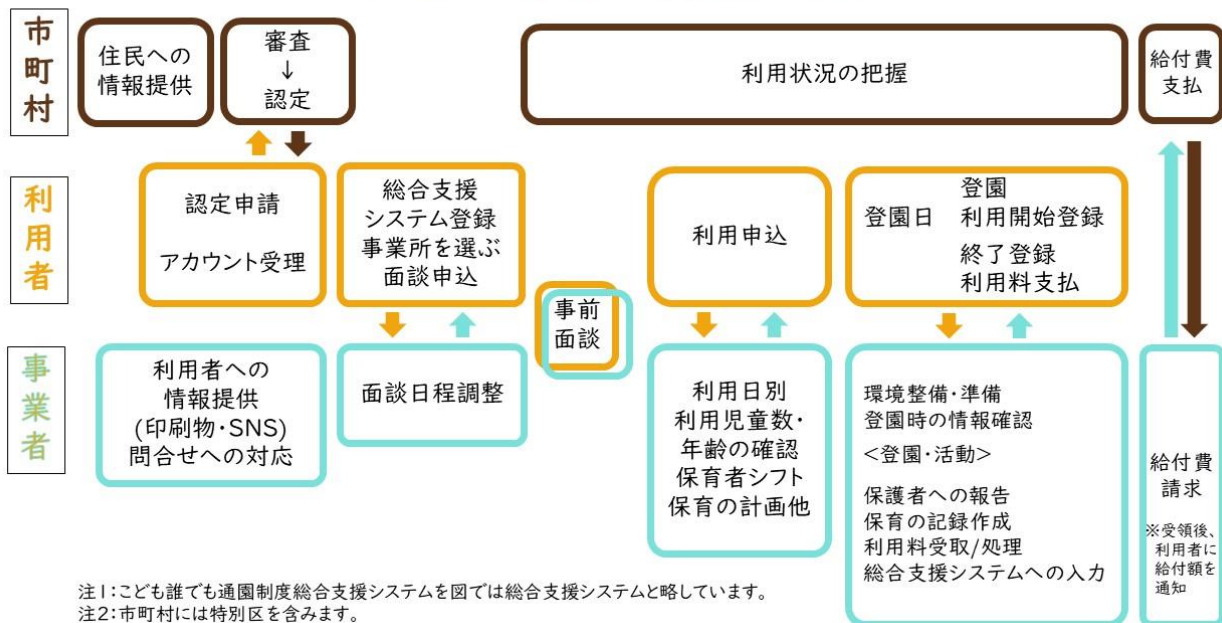 市町村
住民への
情報提供
審査
↓
認定
利用状況の把握
給付費
支払
利用者
認定申請
アカウント受理
総合支援
システム登録
事業所を選ぶ
面談申込
利用申込
登園
登園日 利用開始登録
終了登録
利用料支払
事前
面談
事業者
利用者への
情報提供
(印刷物・SNS)
問合せへの対応
面談日程調整
利用日別
利用児童数・
年齢の確認
保育者シフト
保育の計画他
環境整備・準備
登園時の情報確認
<登園・活動>
保護者への報告
保育の記録作成
利用料受取/処理
総合支援システムへの入力
給付費
請求
※受領後、
利用者に
給付額を
通知
注1:こども誰でも通園制度総合支援システムを図では総合支援システムと略しています。
注2:市町村には特別区を含みます。